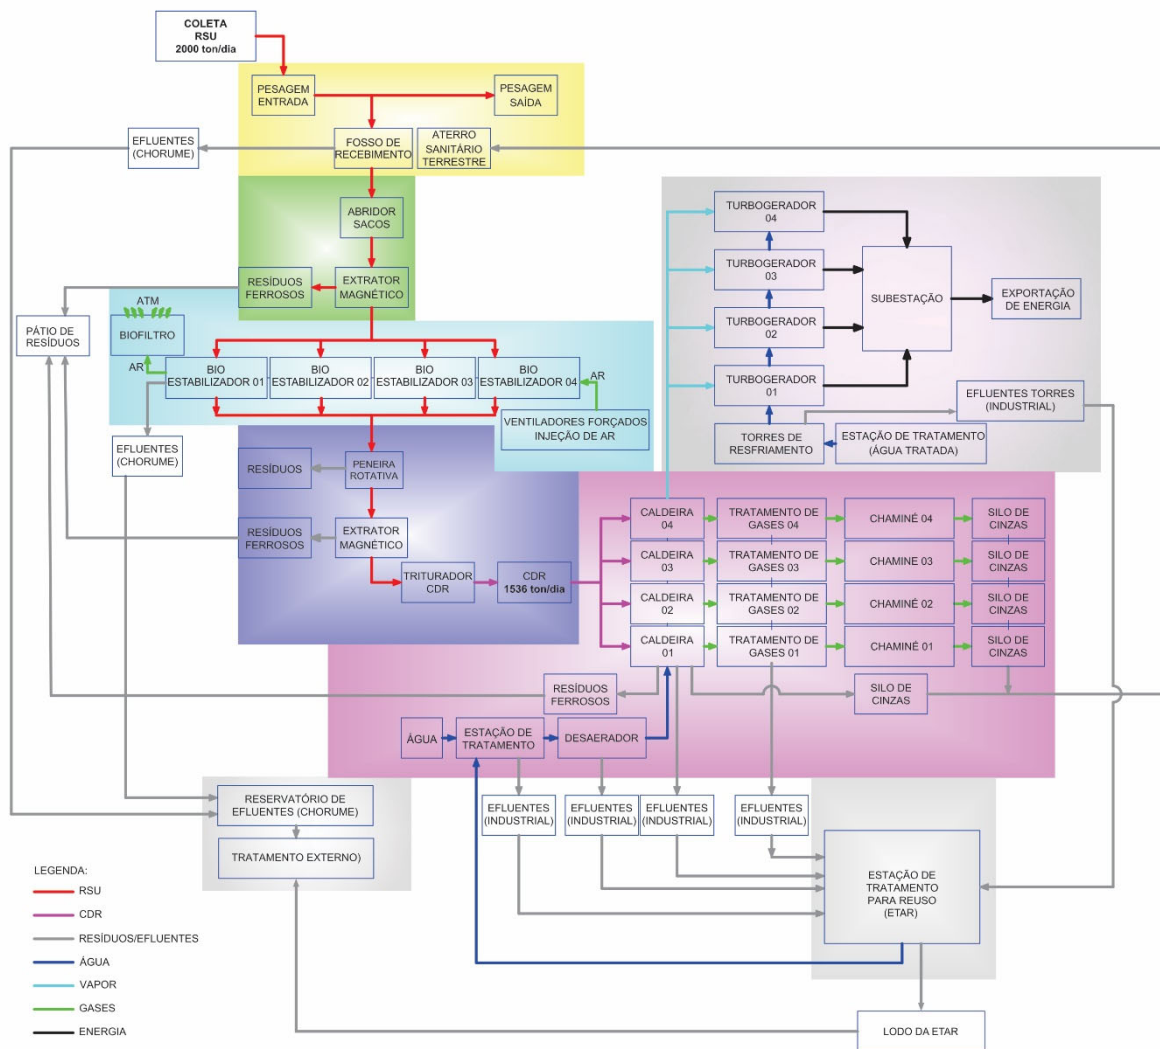 COLETA
RSU
2000 ton/dia
PESAGEM
ENTRADA
PESAGEM
SAÍDA
EFLUENTES
(CHORUME)
FOSSO DE
RECEBIMENTO
ATERRO
SANITÁRIO
TERRESTRE
ABRIDOR
SACOS
RESÍDUOS
FERROSOS
EXTRATOR
MAGNÉTICO
ATM
BIOFILTRO
PÁTIO DE
RESÍDUOS
AR
BIO
ESTABILIZADOR 01
BIO
ESTABILIZADOR 02
BIO
ESTABILIZADOR 03
BIO
ESTABILIZADOR 04
AR
VENTILADORES FORÇADOS
INJEÇÃO DE AR
EFLUENTES
(CHORUME)
TURBOGERADOR
04
TURBOGERADOR
03
TURBOGERADOR
02
TURBOGERADOR
01
SUBESTAÇÃO
EXPORTAÇÃO
DE ENERGIA
EFLUENTES TORRES
(INDUSTRIAL)
TORRES DE
RESFRIAMENTO
ESTAÇÃO DE TRATAMENTO
(ÁGUA TRATADA)
RESÍDUOS
PENEIRA
ROTATIVA
RESÍDUOS
FERROSOS
EXTRATOR
MAGNÉTICO
TRITURADOR
CDR
CDR
1536 ton/dia
CALDEIRA
04
TRATAMENTO DE
GASES 04
CHAMINÉ 04
SILO DE
CINZAS
CALDEIRA
03
TRATAMENTO DE
GASES 03
CHAMINÉ 03
SILO DE
CINZAS
CALDEIRA
02
TRATAMENTO DE
GASES 02
CHAMINÉ 02
SILO DE
CINZAS
CALDEIRA
01
TRATAMENTO DE
GASES 01
CHAMINÉ 01
SILO DE
CINZAS
RESÍDUOS
FERROSOS
SILO DE
CINZAS
ÁGUA
ESTAÇÃO DE
TRATAMENTO
DESAERADOR
RESERVATÓRIO DE
EFLUENTES (CHORUME)
TRATAMENTO EXTERNO)
EFLUENTES
(INDUSTRIAL)
EFLUENTES
(INDUSTRIAL)
EFLUENTES
(INDUSTRIAL)
EFLUENTES
(INDUSTRIAL)
ESTAÇÃO DE
TRATAMENTO
PARA REUSO
(ETAR)
LODO DA ETAR
LEGENDA:
RSU
CDR
RESÍDUOS/EFLUENTES
ÁGUA
VAPOR
GASES
ENERGIA